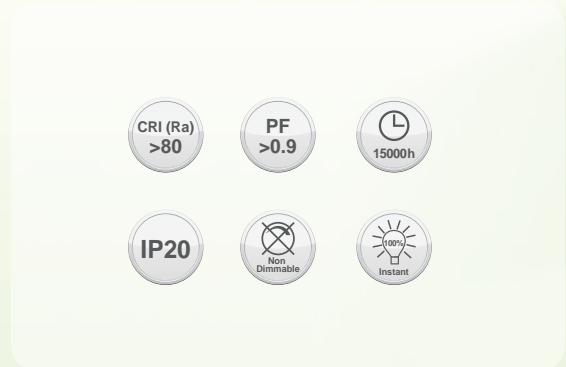 CRI (Ra)
>80
PF
>0.9
15000h
IP20
Non
Dimmable
100%
Instant